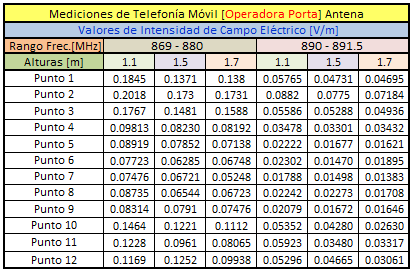 Mediciones de Telefonía Móvil [Operadora Porta] Antena
Valores de Intensidad de Campo Eléctrico [V/m]
Rango Frec.[MHz] 869 - 880 890 - 891.5
Alturas [m] 1.1 1.5 1.7 1.1 1.5 1.7
Punto 1 0.1845 0.1371 0.138 0.05765 0.04731 0.04695
Punto 2 0.2018 0.173 0.1731 0.0882 0.0775 0.07184
Punto 3 0.1767 0.1481 0.1588 0.05586 0.05288 0.04936
Punto 4 0.09813 0.08230 0.08192 0.03478 0.03301 0.03432
Punto 5 0.08919 0.07852 0.07138 0.02222 0.01677 0.01621
Punto 6 0.07723 0.06285 0.06748 0.02302 0.01470 0.01895
Punto 7 0.07476 0.06721 0.05248 0.01788 0.01498 0.01383
Punto 8 0.08735 0.06544 0.06723 0.02242 0.02273 0.01708
Punto 9 0.08314 0.0791 0.07476 0.02079 0.01672 0.01646
Punto 10 0.1464 0.1221 0.1112 0.05352 0.04280 0.02630
Punto 11 0.1228 0.0961 0.08065 0.05923 0.03480 0.03317
Punto 12 0.1169 0.1252 0.09938 0.05296 0.04665 0.03061